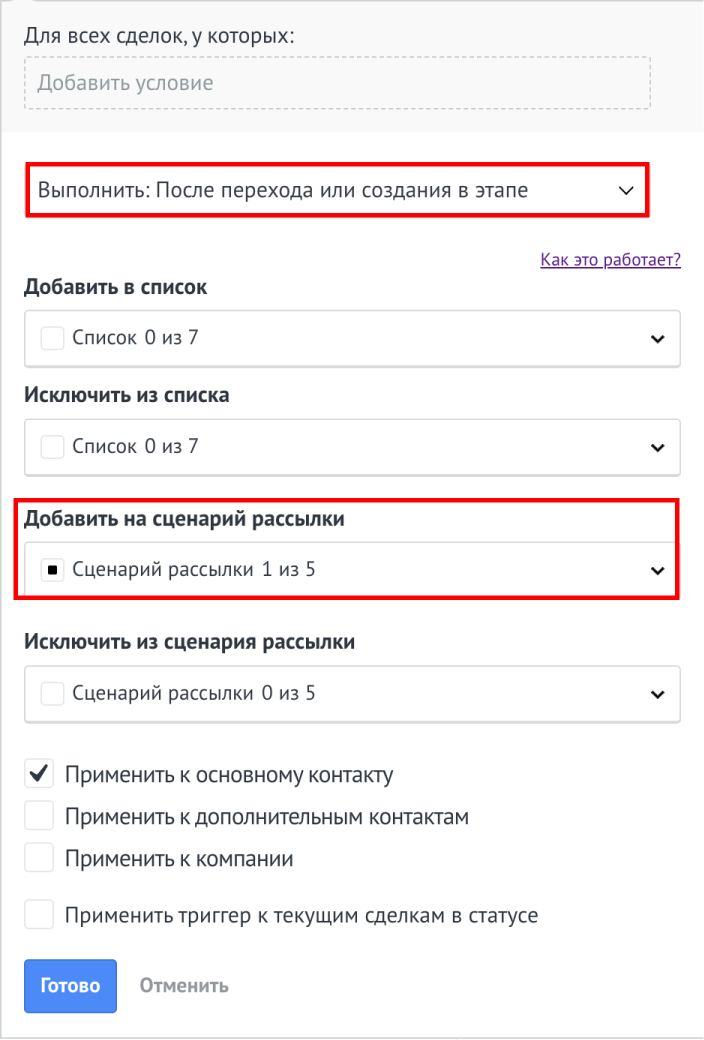 Для всех сделок, у которых:
Добавить условие
Выполнить: После перехода или создания в этапе
Как это работает?
Добавить в список
Список 0 из 7
Исключить из списка
Список 0 из 7
Добавить на сценарий рассылки
Сценарий рассылки 1 из 5
Исключить из сценария рассылки
Сценарий рассылки 0 из 5
Применить к основному контакту
Применить к дополнительным контактам
Применить к компании
Применить триггер к текущим сделкам в статусе
Готово Отменить